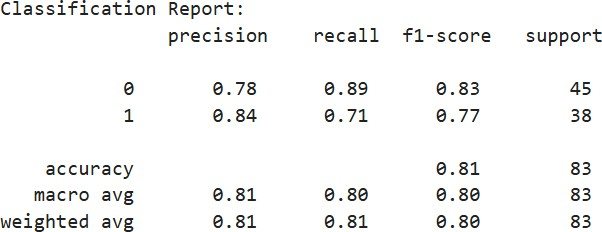 Classification Report:
precision recall f1-score support
0 0.78 0.89 0.83 45
1 0.84 0.71 0.77 38
accuracy 0.81 83
macro avg 0.81 0.80 0.80 83
weighted avg 0.81 0.81 0.80 83